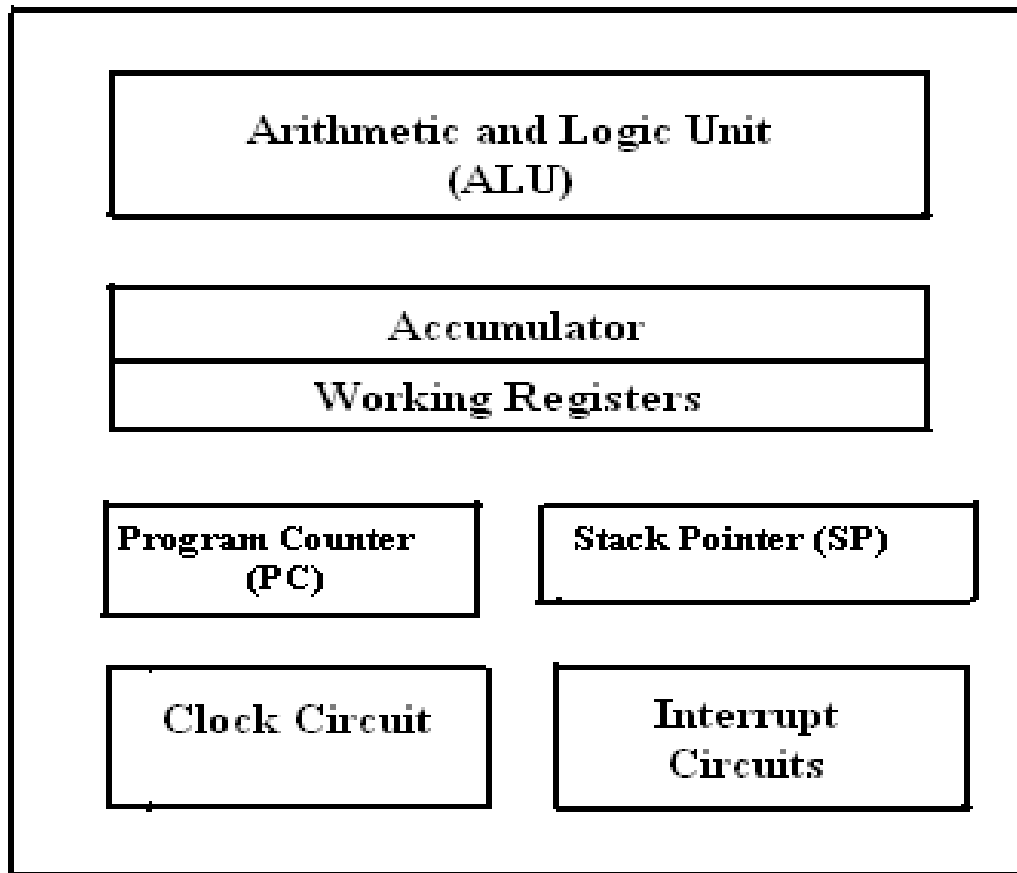 Arithmetic and Logic Unit
(ALU)
Accumulator
Working Registers
Program Counter
(PC)
Stack Pointer (SP)
Clock Circuit
Interrupt
Circuits